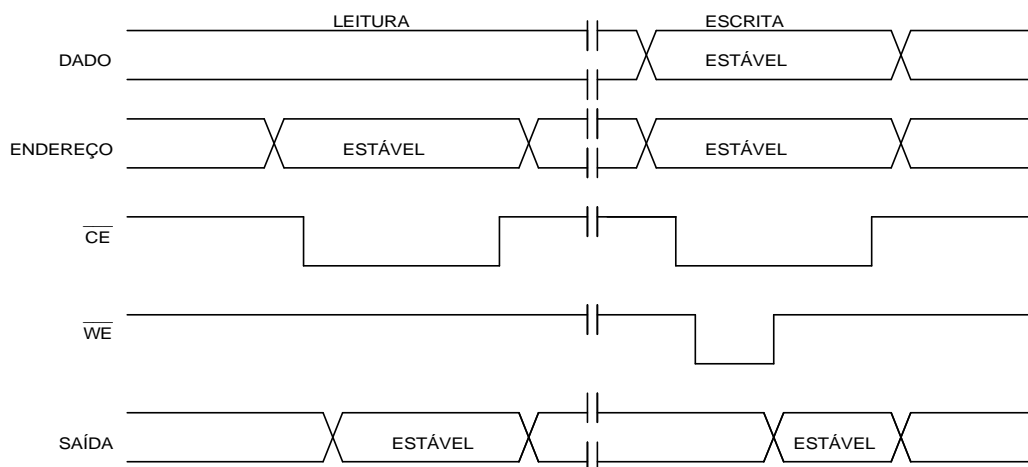 LEITURA ESCRITA
DADO ESTÁVEL
ENDEREÇO ESTÁVEL ESTÁVEL
CE
WE
SAÍDA ESTÁVEL ESTÁVEL